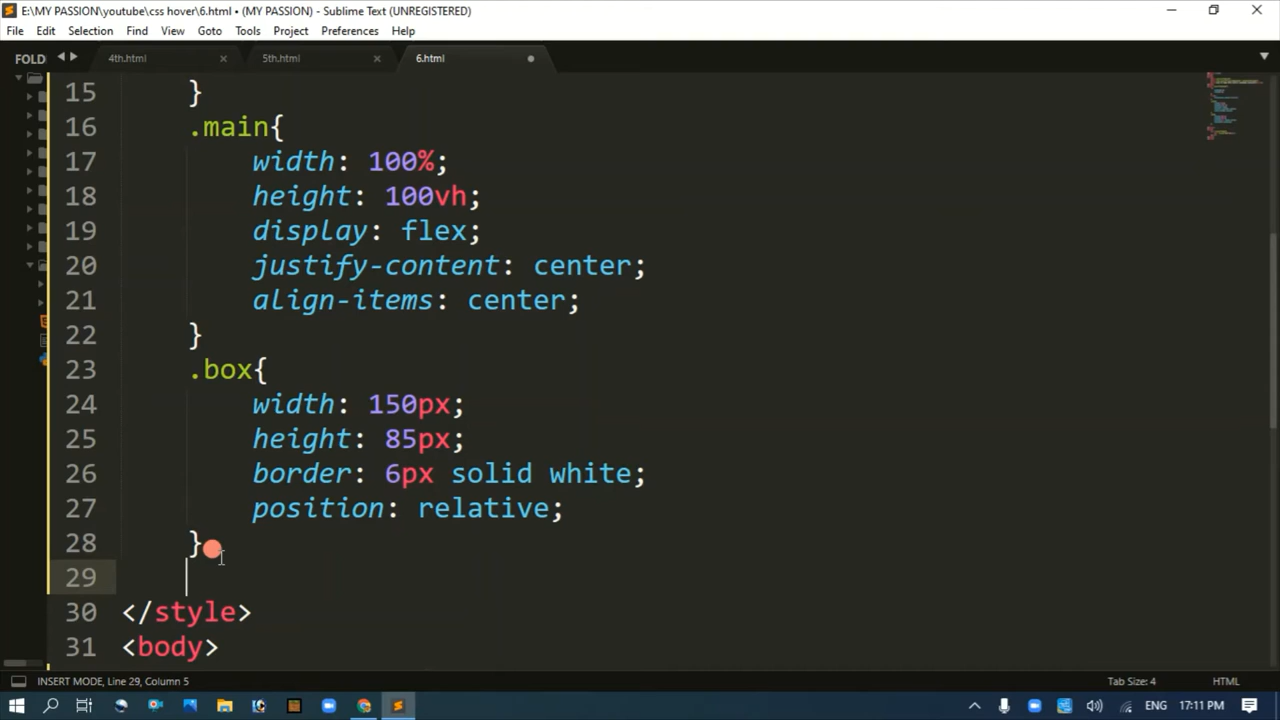 E:\MY PASSION\youtube\css hover\6.html • (MY PASSION) - Sublime Text (UNREGISTERED)
File Edit Selection Find View Goto Tools Project Preferences Help
FOLD 4th.html 5th.html 6.html
15 }
16 .main{
17 width: 100%;
18 height: 100vh;
19 display: flex;
20 justify-content: center;
21 align-items: center;
22 }
23 .box{
24 width: 150px;
25 height: 85px;
26 border: 6px solid white;
27 position: relative;
28 }
29
30 </style>
31 <body>
INSERT MODE, Line 29, Column 5 Tab Size: 4 HTML
ENG 17:11 PM